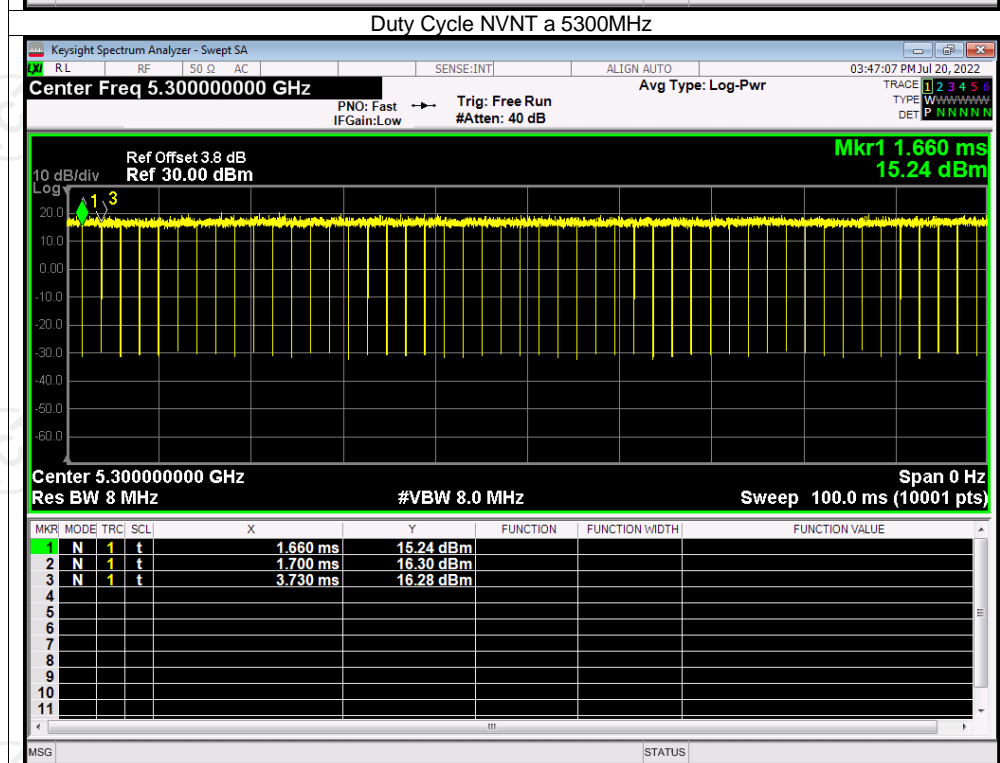 Duty Cycle NVNT a 5300MHz
Keysight Spectrum Analyzer - Swept SA
LXI RL RF 50 Ω AC SENSE:INT ALIGN AUTO 03:47:07 PM Jul 20, 2022
Center Freq 5.300000000 GHz Avg Type: Log-Pwr TRACE 1 2 3 4 5 6
PNO: Fast Trig: Free Run TYPE WWWWWW
IFGain:Low #Atten: 40 dB DET P N N N N N
Mkr1 1.660 ms
Ref Offset 3.8 dB
10 dB/div Ref 30.00 dBm 15.24 dBm
Log
1 3
20.0
10.0
0.00
-10.0
-20.0
-30.0
-40.0
-50.0
-60.0
Center 5.300000000 GHz Span 0 Hz
Res BW 8 MHz #VBW 8.0 MHz Sweep 100.0 ms (10001 pts)
MKR MODE TRC SCL X Y FUNCTION FUNCTION WIDTH FUNCTION VALUE
1 N 1 t 1.660 ms 15.24 dBm
2 N 1 t 1.700 ms 16.30 dBm
3 N 1 t 3.730 ms 16.28 dBm
4
5
6
7
8
9
10
11
MSG STATUS